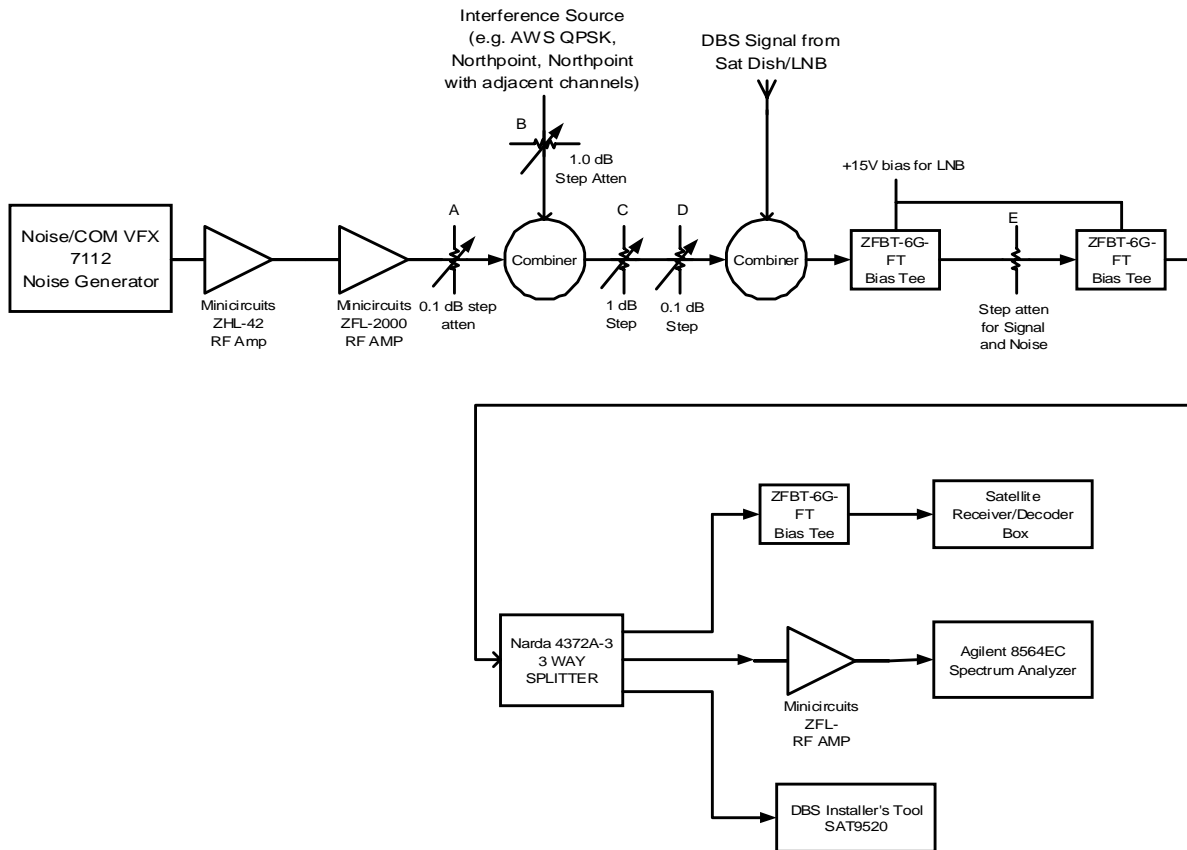 Interference Source
(e.g. AWS QPSK,
Northpoint, Northpoint
with adjacent channels)
DBS Signal from
Sat Dish/LNB
B
1.0 dB
Step Atten
+15V bias for LNB
Noise/COM VFX
7112
Noise Generator
Minicircuits
ZHL-42
RF Amp
Minicircuits
ZFL-2000
RF AMP
A
0.1 dB step
atten
Combiner
C
1 dB
Step
D
0.1 dB
Step
Combiner
ZFBT-6G-
FT
Bias Tee
E
Step atten
for Signal
and Noise
ZFBT-6G-
FT
Bias Tee
ZFBT-6G-
FT
Bias Tee
Satellite
Receiver/Decoder
Box
Narda 4372A-3
3 WAY
SPLITTER
Minicircuits
ZFL-
RF AMP
Agilent 8564EC
Spectrum Analyzer
DBS Installer's Tool
SAT9520